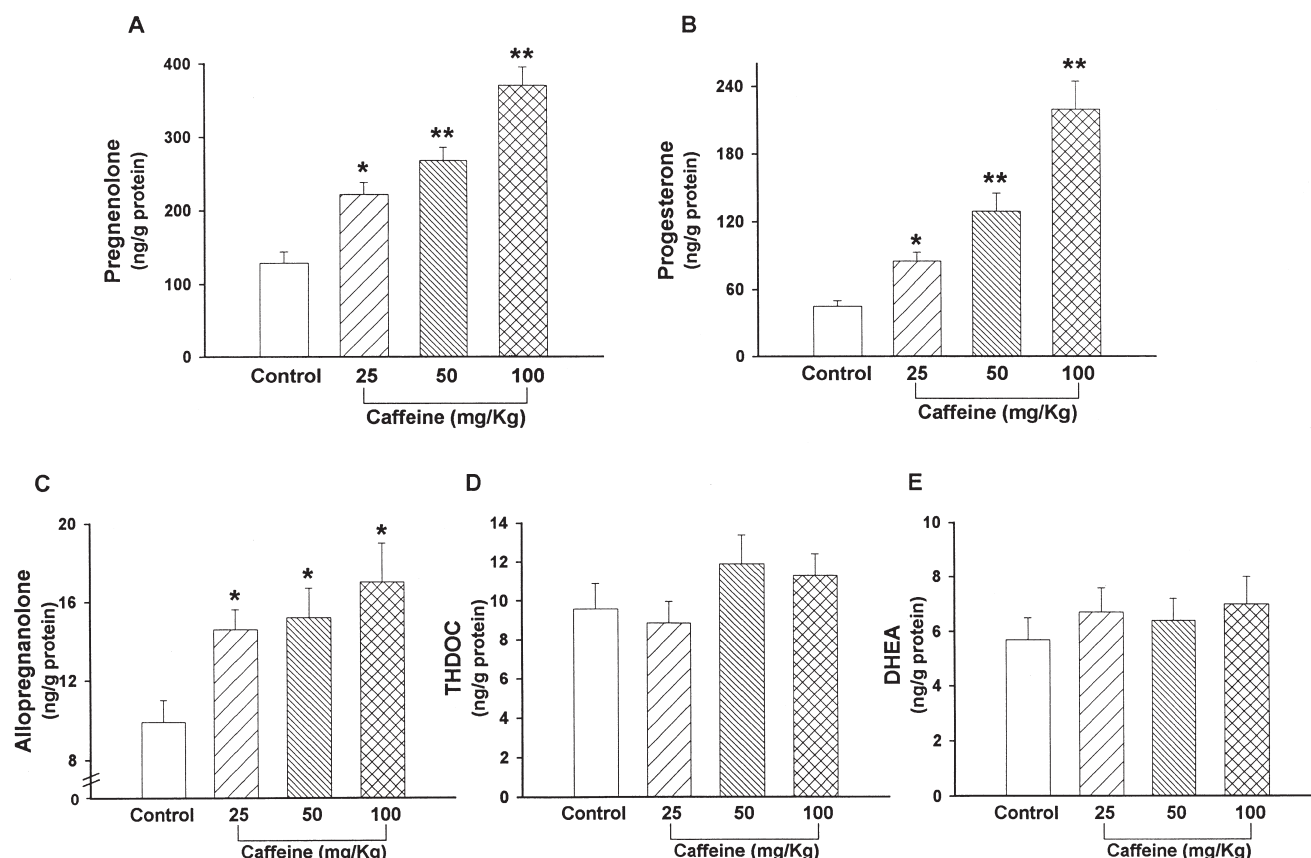 A
B
400
300
200
100
0
Pregnenolone
(ng/g protein)
*
**
**
Control 25 50 100
Caffeine (mg/Kg)
240
180
120
60
0
Progesterone
(ng/g protein)
*
**
**
Control 25 50 100
Caffeine (mg/Kg)
C
D
E
20
16
12
8
0
Allopregnanolone
(ng/g protein)
*
*
*
Control 25 50 100
Caffeine (mg/Kg)
14
12
10
8
6
4
2
0
THDOC
(ng/g protein)
Control 25 50 100
Caffeine (mg/Kg)
10
8
6
4
2
0
DHEA
(ng/g protein)
Control 25 50 100
Caffeine (mg/Kg)